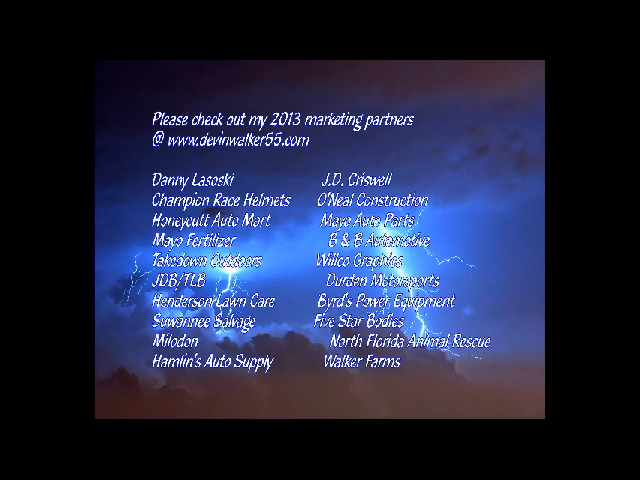 Please check out my 2013 marketing partners
@ www.devinwalker55.com
Danny Lasoski J.D. Criswell
Champion Race Helmets O'Neal Construction
Honeycutt Auto Mart Mayo Auto Parts
Mayo Fertilizer B & B Automotive
Takedown Outdoors Willco Graphics
JDB/TLB Durden Motorsports
Henderson Lawn Care Byrd's Power Equipment
Suwannee Salvage Five Star Bodies
Milodon North Florida Animal Rescue
Hamlin's Auto Supply Walker Farms